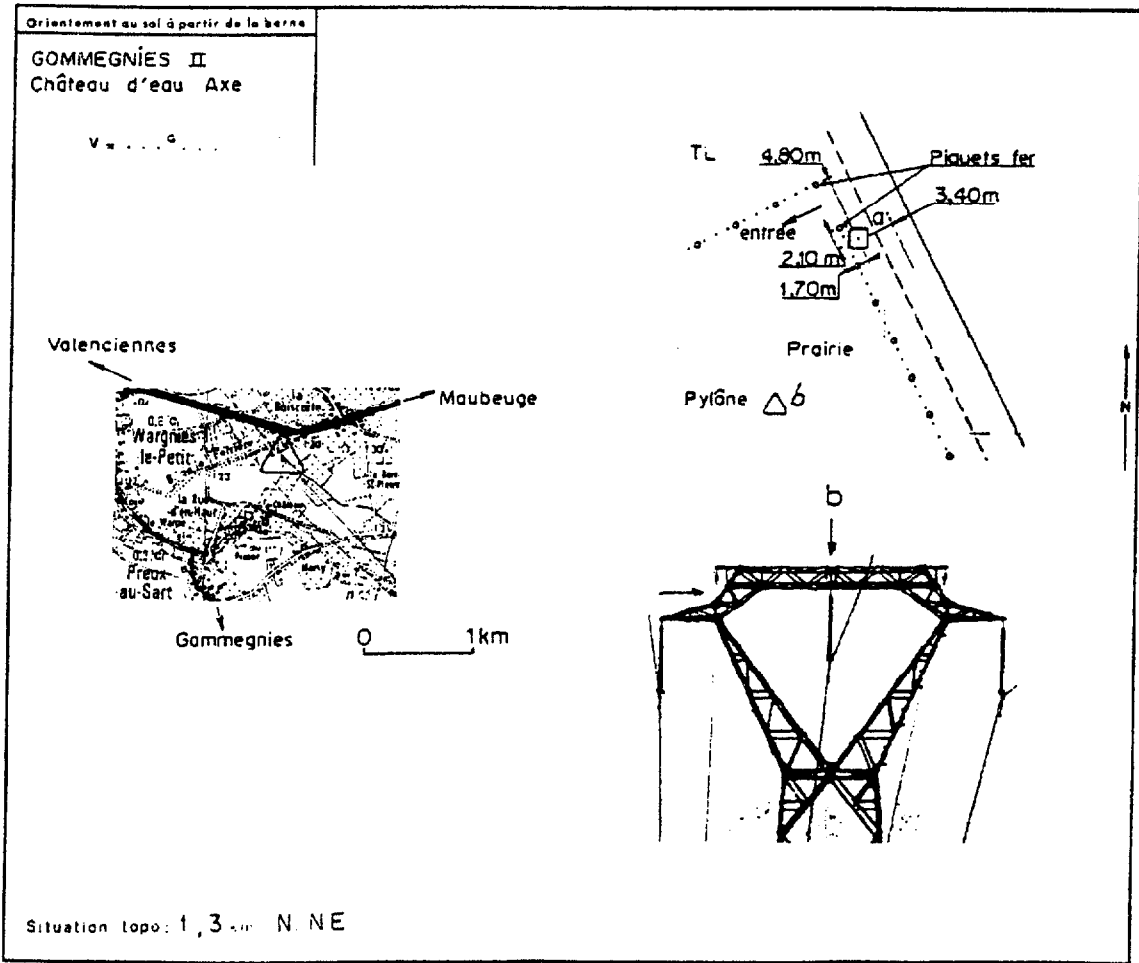 Orientement au sol à partir de la borne
GOMMEGNIES II
Château d'eau Axe
V = . . . . G . . . .
TL
4.80m
Piquets fer
3.40m
a
entrée
2.10 m
1.70m
Prairie
Pylône
b
N
Valenciennes
Maubeuge
Wargnies
le-Petit
Preux
au-Sart
Gommegnies
0 1km
b
Situation topo: 1,3 km N. NE